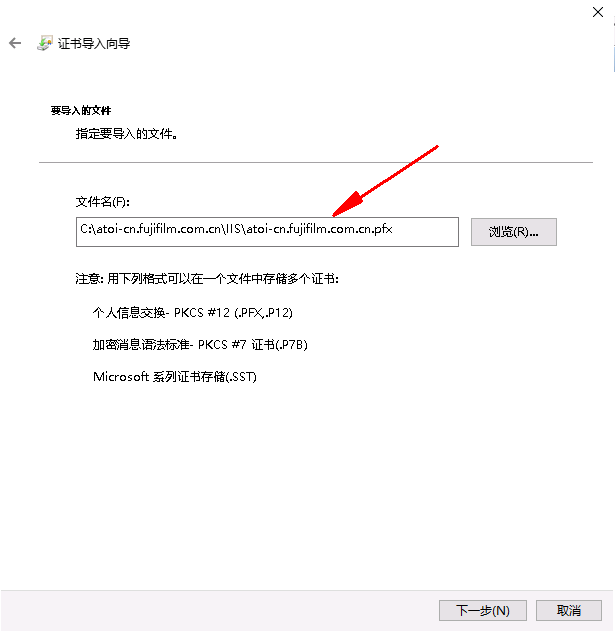 证书导入向导
要导入的文件
指定要导入的文件。
文件名(F):
C:\atoi-cn.fujifilm.com.cn\IIS\atoi-cn.fujifilm.com.cn.pfx
浏览(R)...
注意: 用下列格式可以在一个文件中存储多个证书:
个人信息交换- PKCS #12 (.PFX,.P12)
加密消息语法标准- PKCS #7 证书(.P7B)
Microsoft 系列证书存储(.SST)
下一步(N)
取消